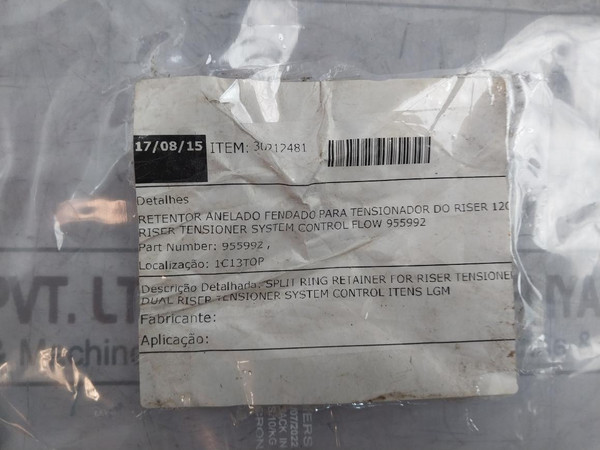 17/08/15 ITEM: 30212481
Detalhes
RETENTOR ANELADO FENDADO PARA TENSIONADOR DO RISER 120
RISER TENSIONER SYSTEM CONTROL FLOW 955992
Part Number: 955992 ,
Localização: 1C13TOP
Descrição Detalhada: SPLIT RING RETAINER FOR RISER TENSIONE
DUAL RISER TENSIONER SYSTEM CONTROL ITENS LGM
Fabricante:
Aplicação:
PVT. LT
& Machine